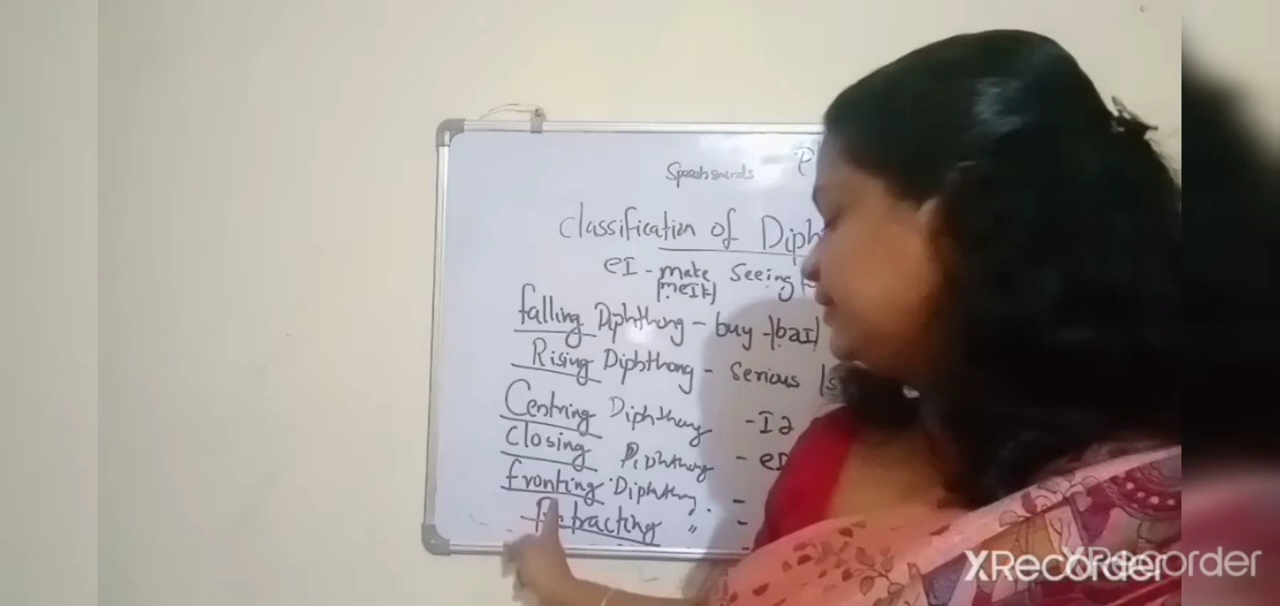 Speech sounds P
Classification of Diph
eI - make seeing
/meIk/
falling Diphthong - buy - /baI/
Rising Diphthong - Serious /s
Centring Diphthong - Iə
Closing Diphthong - eI
fronting Diphthong. -
Retracting " -
XRecorder XRecorder